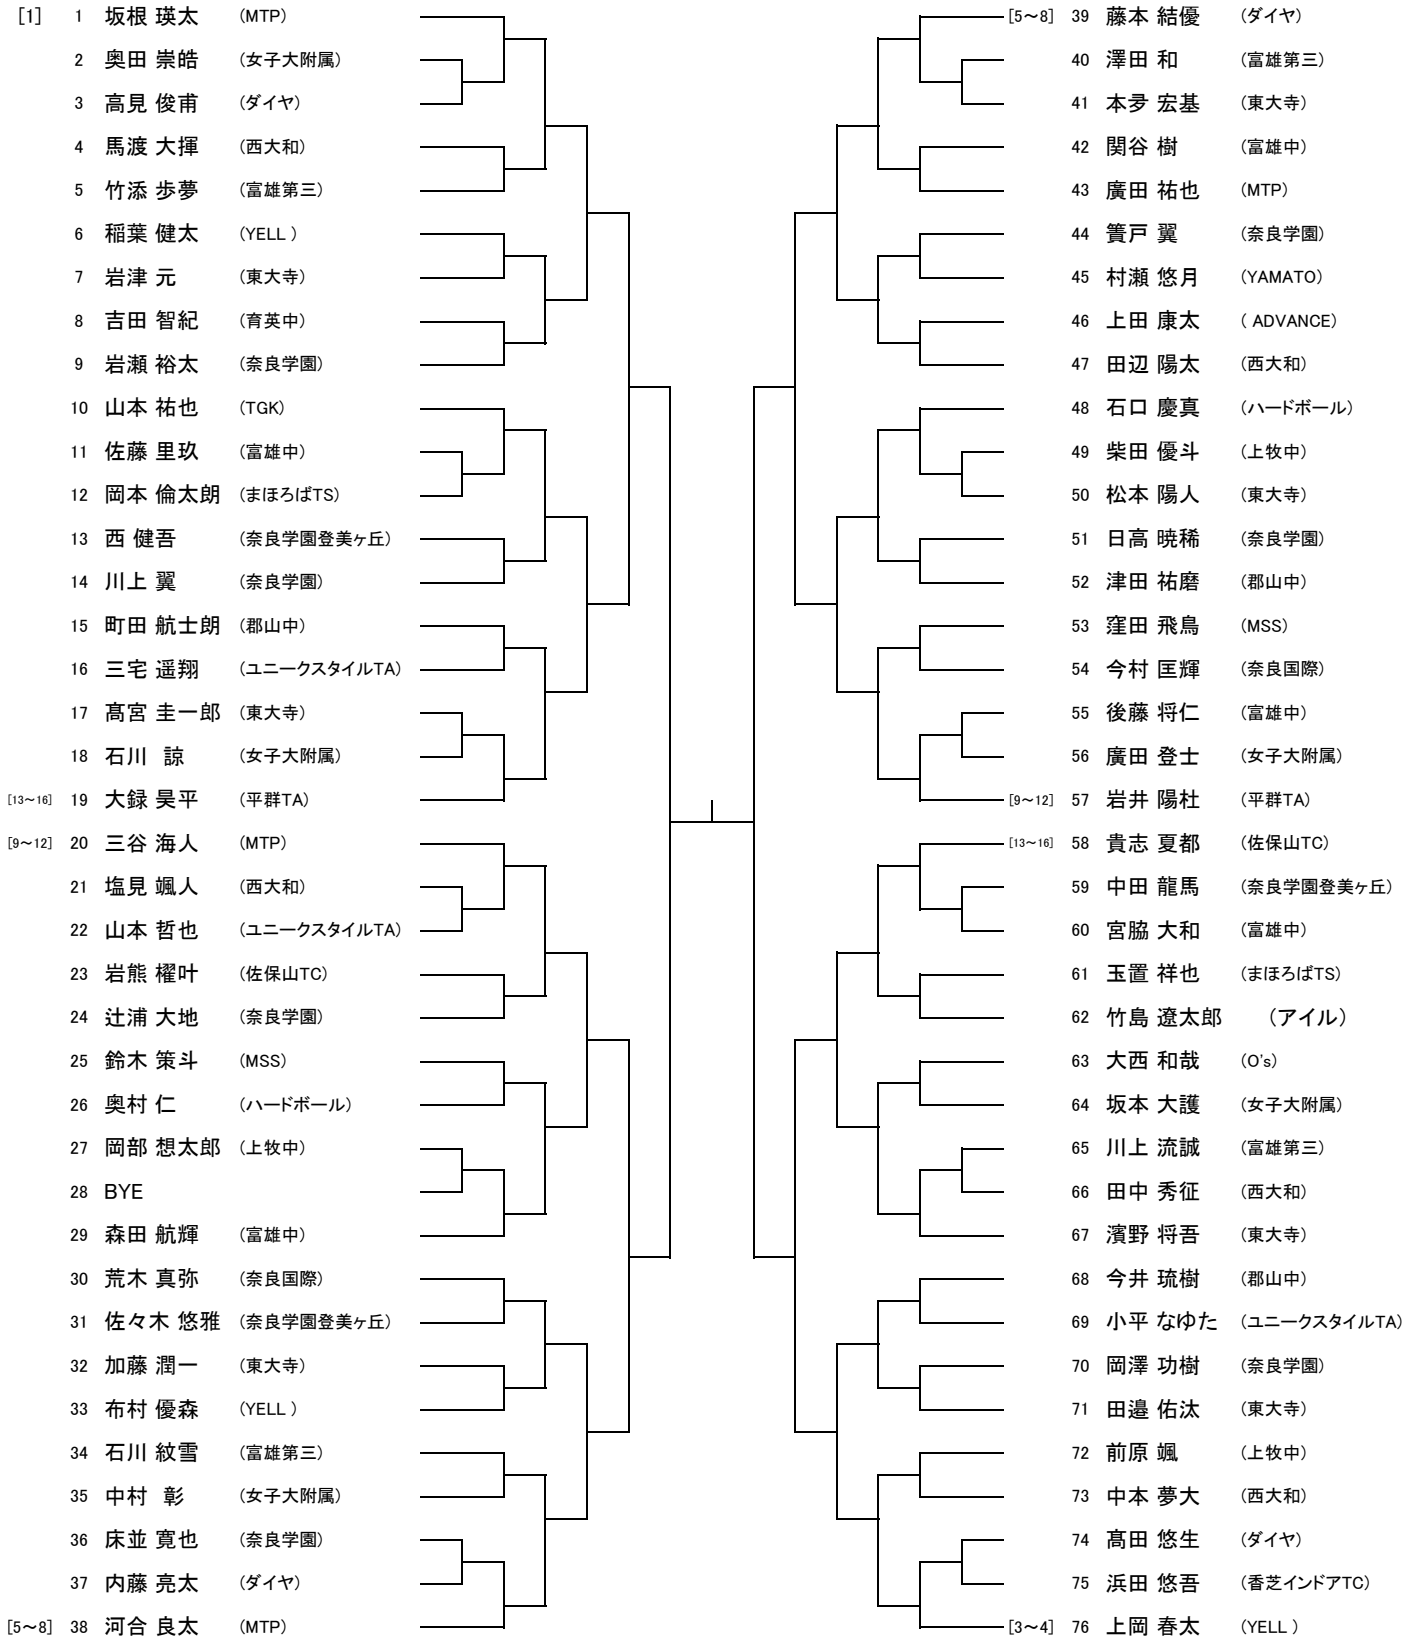 [1] 1 坂根 瑛太 (MTP)
2 奥田 崇皓 (女子大附属)
3 高見 俊甫 (ダイヤ)
4 馬渡 大揮 (西大和)
5 竹添 歩夢 (富雄第三)
6 稲葉 健太 (YELL )
7 岩津 元 (東大寺)
8 吉田 智紀 (育英中)
9 岩瀬 裕太 (奈良学園)
10 山本 祐也 (TGK)
11 佐藤 里玖 (富雄中)
12 岡本 倫太朗 (まほろばTS)
13 西 健吾 (奈良学園登美ヶ丘)
14 川上 翼 (奈良学園)
15 町田 航士朗 (郡山中)
16 三宅 遥翔 (ユニークスタイルTA)
17 髙宮 圭一郎 (東大寺)
18 石川 諒 (女子大附属)
[13～16] 19 大録 昊平 (平群TA)
[9～12] 20 三谷 海人 (MTP)
21 塩見 颯人 (西大和)
22 山本 哲也 (ユニークスタイルTA)
23 岩熊 櫂叶 (佐保山TC)
24 辻浦 大地 (奈良学園)
25 鈴木 策斗 (MSS)
26 奥村 仁 (ハードボール)
27 岡部 想太郎 (上牧中)
28 BYE
29 森田 航輝 (富雄中)
30 荒木 真弥 (奈良国際)
31 佐々木 悠雅 (奈良学園登美ヶ丘)
32 加藤 潤一 (東大寺)
33 布村 優森 (YELL )
34 石川 紋雪 (富雄第三)
35 中村 彰 (女子大附属)
36 床並 寛也 (奈良学園)
37 内藤 亮太 (ダイヤ)
[5～8] 38 河合 良太 (MTP)
[5～8] 39 藤本 結優 (ダイヤ)
40 澤田 和 (富雄第三)
41 本夛 宏基 (東大寺)
42 関谷 樹 (富雄中)
43 廣田 祐也 (MTP)
44 簀戸 翼 (奈良学園)
45 村瀬 悠月 (YAMATO)
46 上田 康太 ( ADVANCE)
47 田辺 陽太 (西大和)
48 石口 慶真 (ハードボール)
49 柴田 優斗 (上牧中)
50 松本 陽人 (東大寺)
51 日高 暁稀 (奈良学園)
52 津田 祐磨 (郡山中)
53 窪田 飛鳥 (MSS)
54 今村 匡輝 (奈良国際)
55 後藤 将仁 (富雄中)
56 廣田 登士 (女子大附属)
[9～12] 57 岩井 陽杜 (平群TA)
[13～16] 58 貴志 夏都 (佐保山TC)
59 中田 龍馬 (奈良学園登美ヶ丘)
60 宮脇 大和 (富雄中)
61 玉置 祥也 (まほろばTS)
62 竹島 遼太郎 (アイル)
63 大西 和哉 (O's)
64 坂本 大護 (女子大附属)
65 川上 流誠 (富雄第三)
66 田中 秀征 (西大和)
67 濱野 将吾 (東大寺)
68 今井 琉樹 (郡山中)
69 小平 なゆた (ユニークスタイルTA)
70 岡澤 功樹 (奈良学園)
71 田邉 佑汰 (東大寺)
72 前原 颯 (上牧中)
73 中本 夢大 (西大和)
74 髙田 悠生 (ダイヤ)
75 浜田 悠吾 (香芝インドアTC)
[3～4] 76 上岡 春太 (YELL )